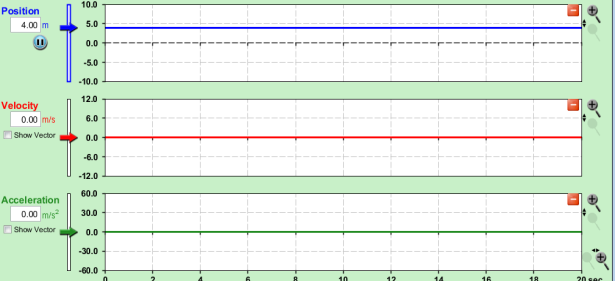 Position
4.00 m
10.0
5.0
0.0
-5.0
-10.0
Velocity
0.00 m/s
Show Vector
12.0
6.0
0.0
-6.0
-12.0
Acceleration
0.00 m/s²
Show Vector
60.0
30.0
0.0
-30.0
-60.0
0 2 4 6 8 10 12 14 16 18 20 sec